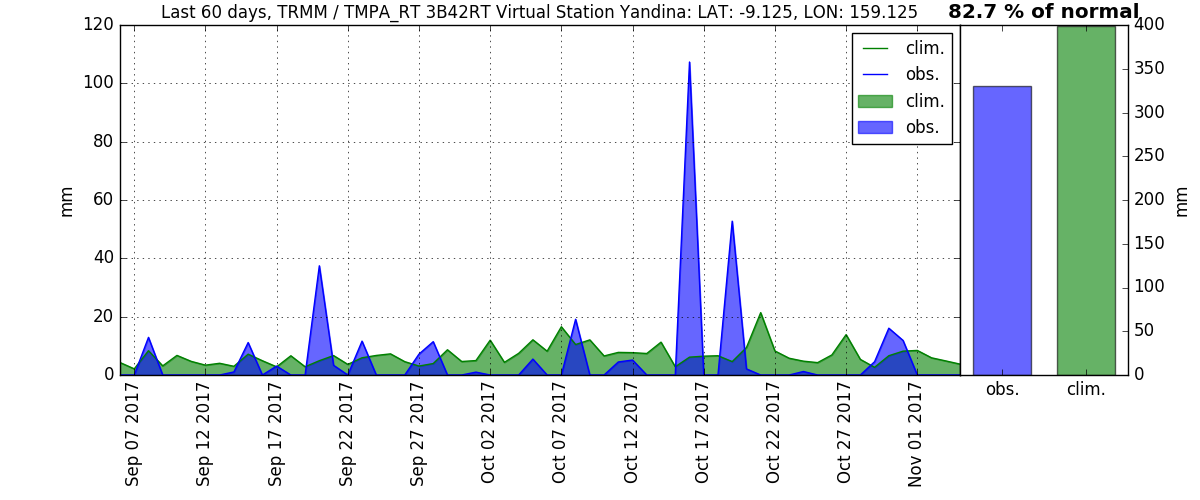 Last 60 days, TRMM / TMPA_RT 3B42RT Virtual Station Yandina: LAT: -9.125, LON: 159.125
82.7 % of normal
120
100
80
60
40
20
0
mm
clim.
obs.
clim.
obs.
Sep 07 2017
Sep 12 2017
Sep 17 2017
Sep 22 2017
Sep 27 2017
Oct 02 2017
Oct 07 2017
Oct 12 2017
Oct 17 2017
Oct 22 2017
Oct 27 2017
Nov 01 2017
400
350
300
250
200
150
100
50
0
mm
obs.
clim.